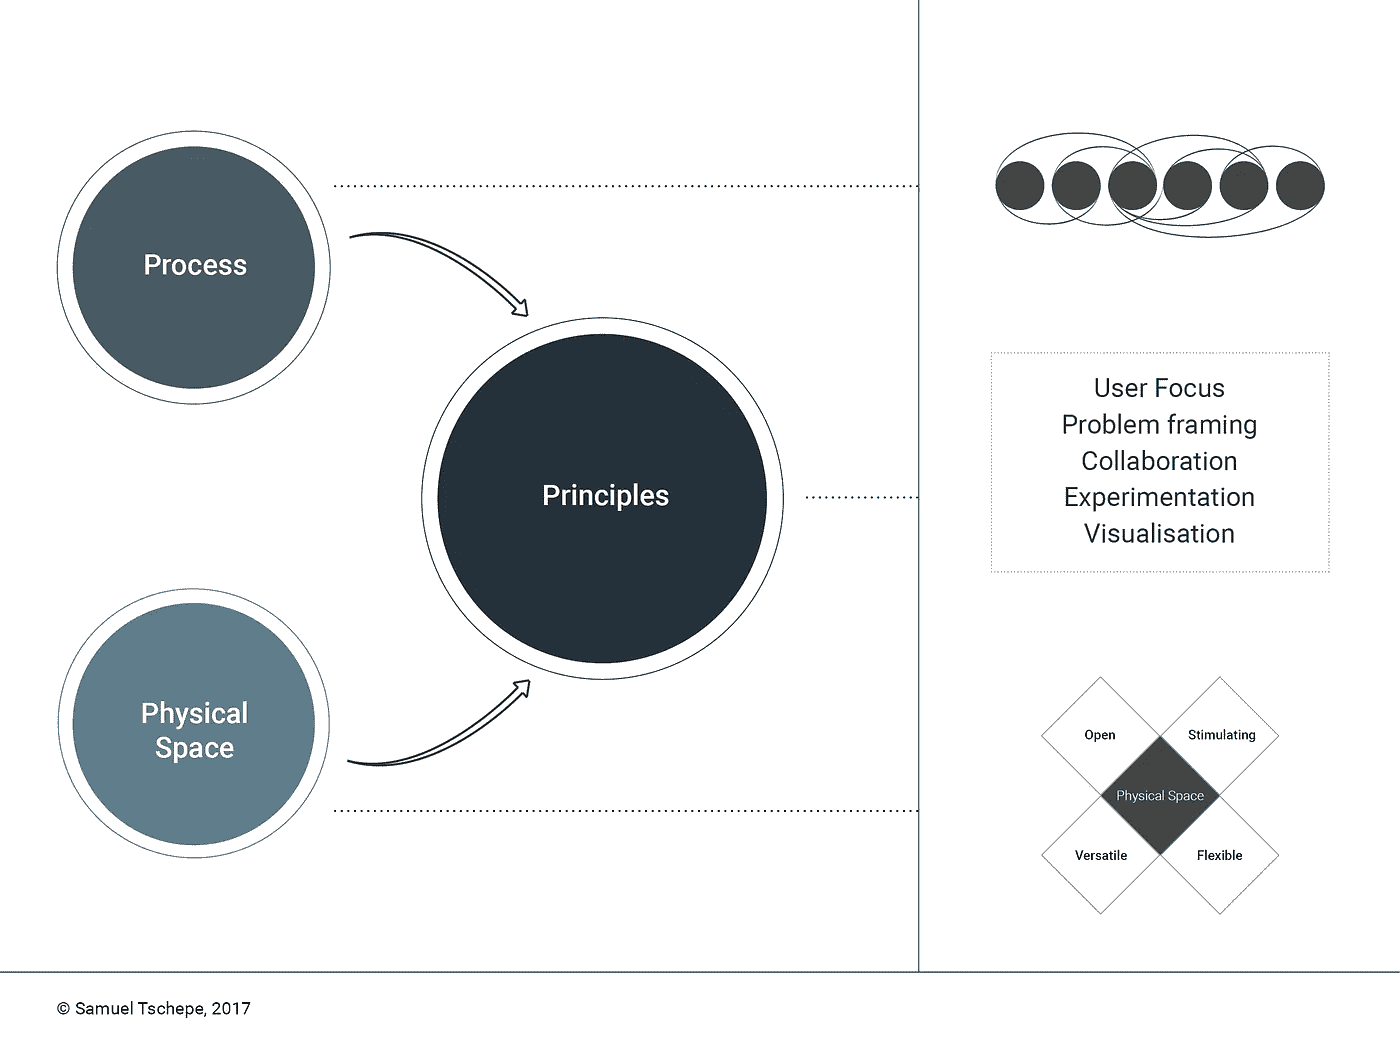 Process
Principles
Physical
Space
User Focus
Problem framing
Collaboration
Experimentation
Visualisation
Open
Stimulating
Physical Space
Versatile
Flexible
© Samuel Tschepe, 2017